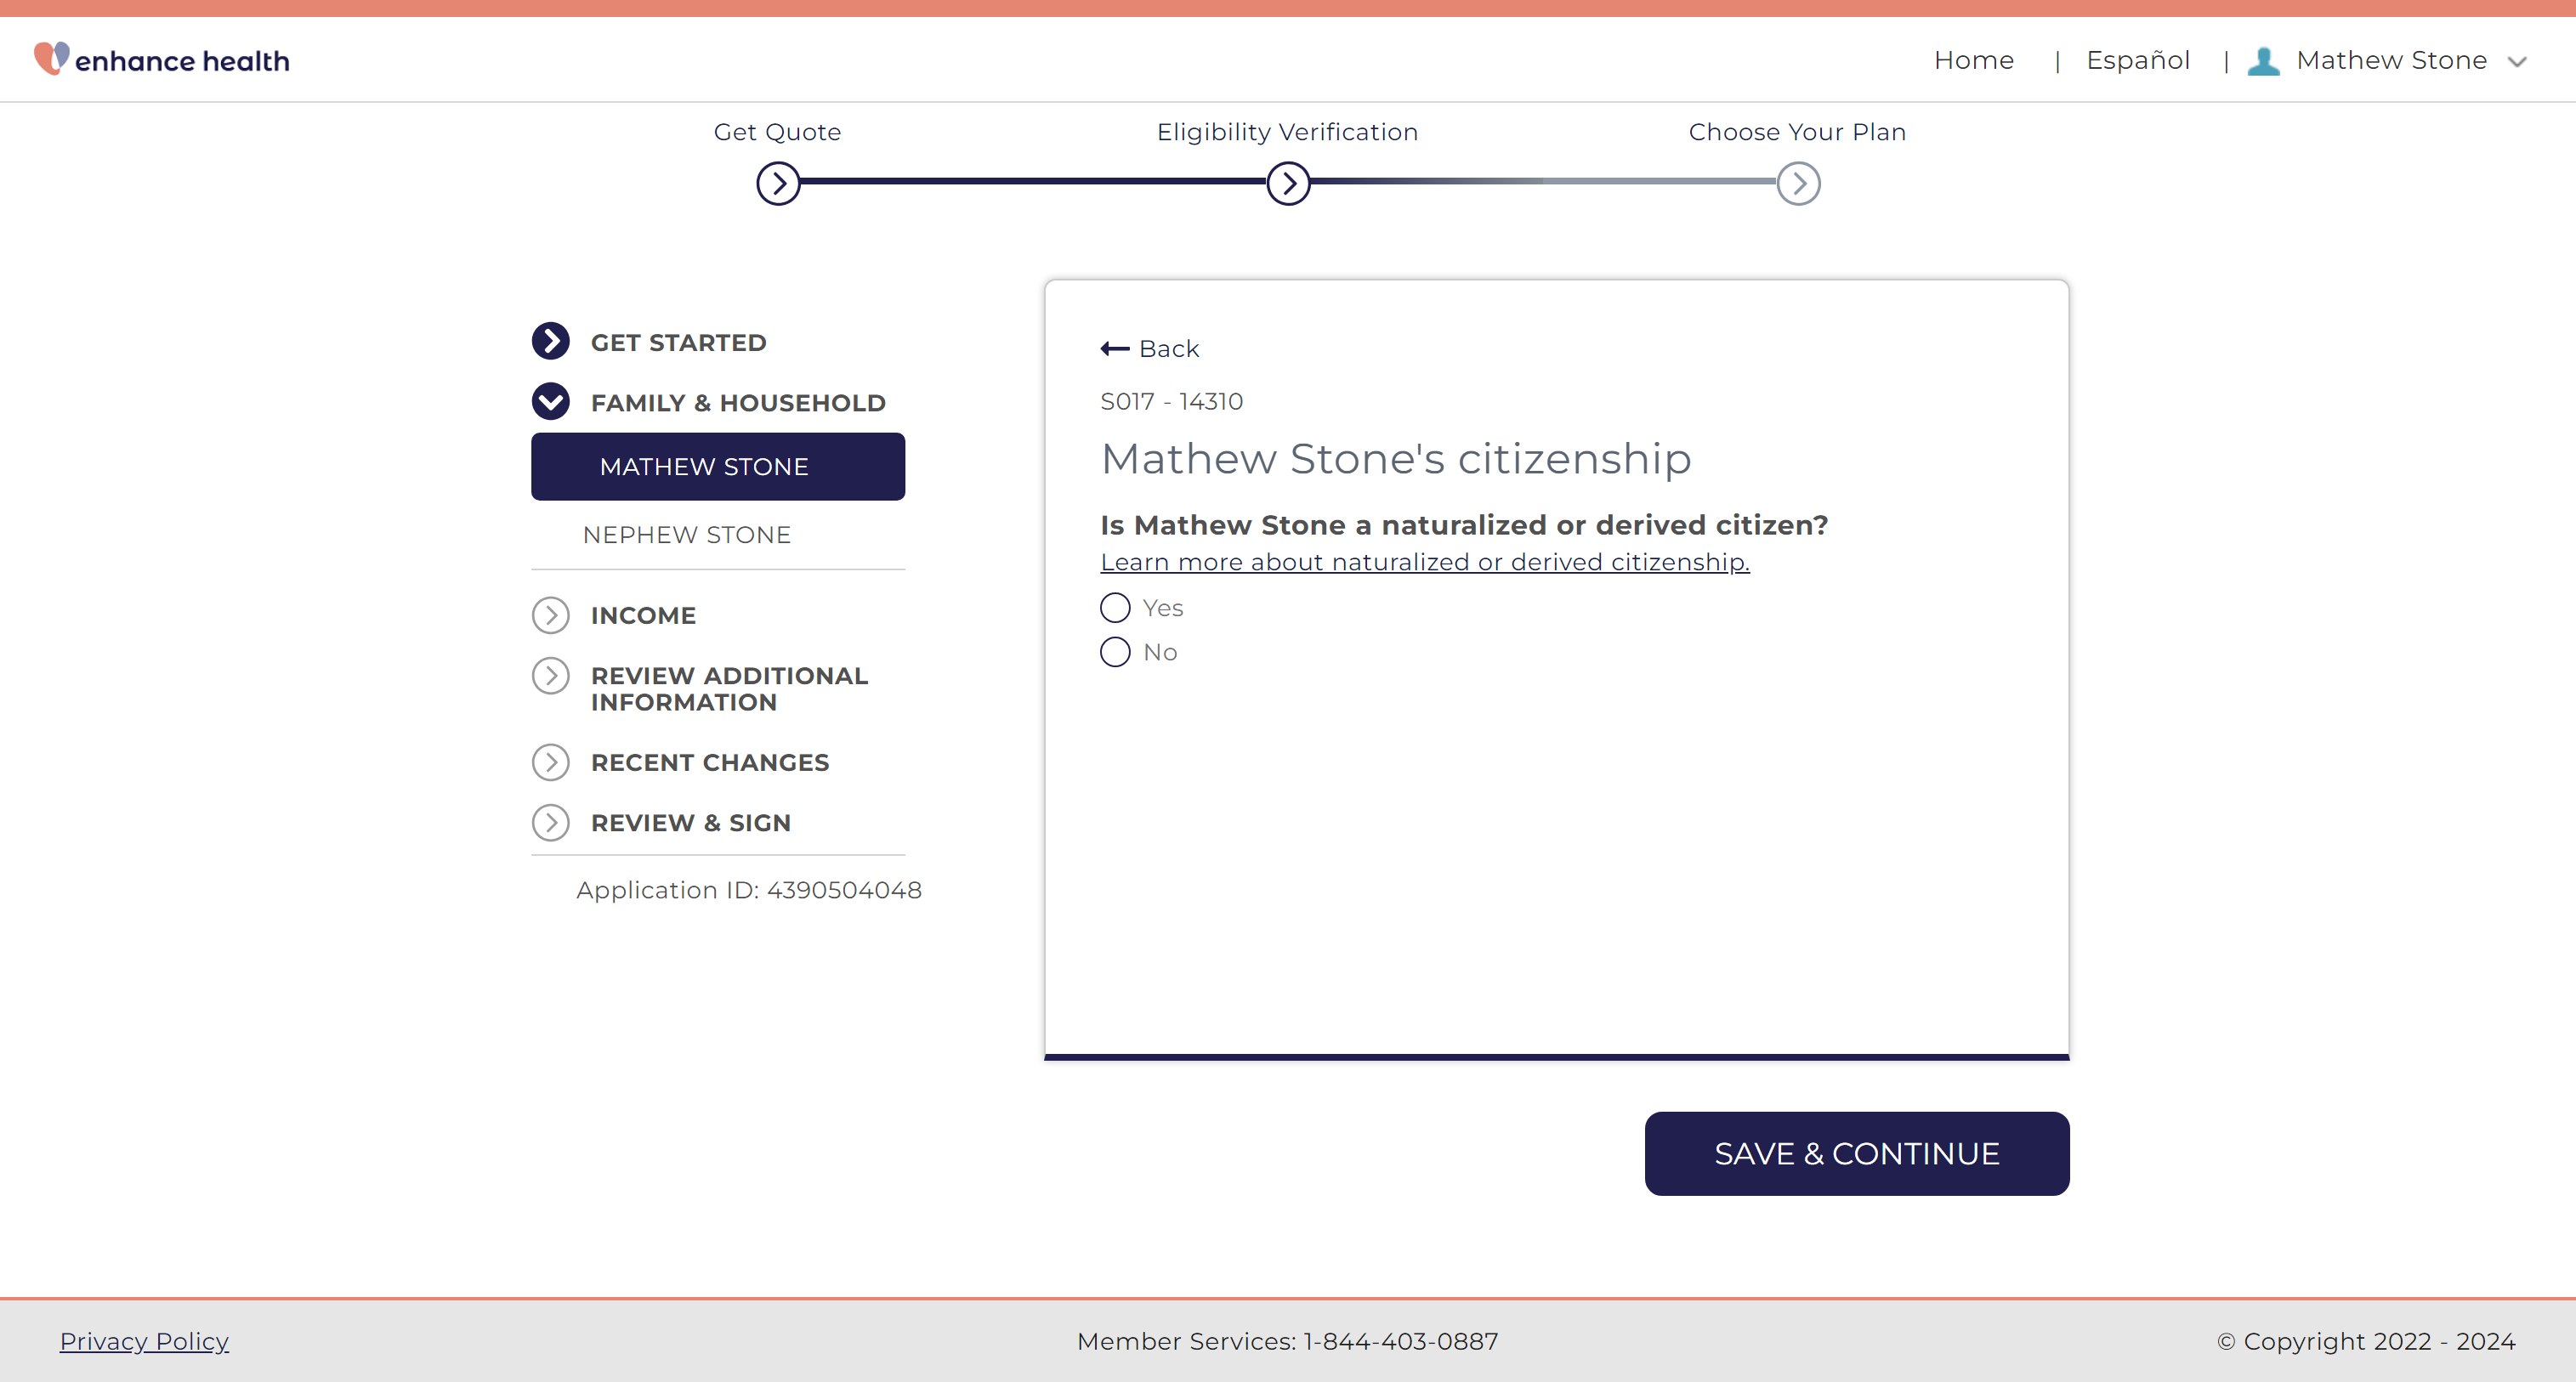 enhance health
Home | Español | Mathew Stone
Get Quote
Eligibility Verification
Choose Your Plan
GET STARTED
FAMILY & HOUSEHOLD
MATHEW STONE
NEPHEW STONE
INCOME
REVIEW ADDITIONAL
INFORMATION
RECENT CHANGES
REVIEW & SIGN
Application ID: 4390504048
Back
S017 - 14310
Mathew Stone's citizenship
Is Mathew Stone a naturalized or derived citizen?
Learn more about naturalized or derived citizenship.
Yes
No
SAVE & CONTINUE
Privacy Policy
Member Services: 1-844-403-0887
© Copyright 2022 - 2024